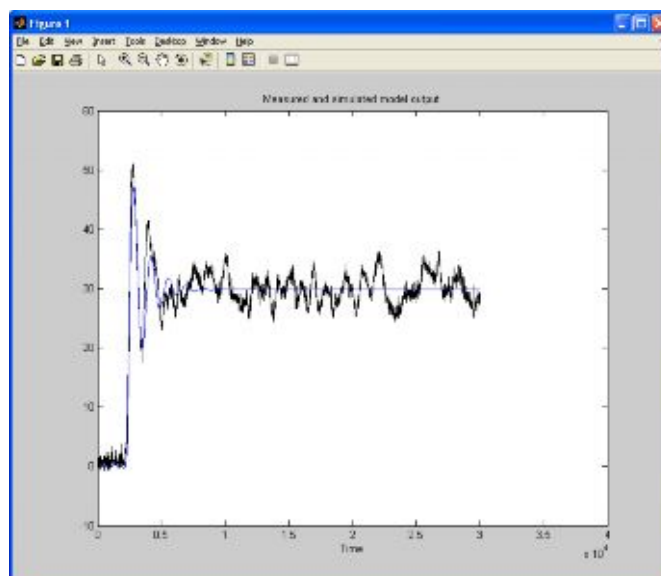 Figure 1
File Edit View Insert Tools Desktop Window Help
Measured and simulated model output
60
50
40
30
20
10
0
-10
0 0.5 1 1.5 2 2.5 3 3.5 4
Time
x 10^4